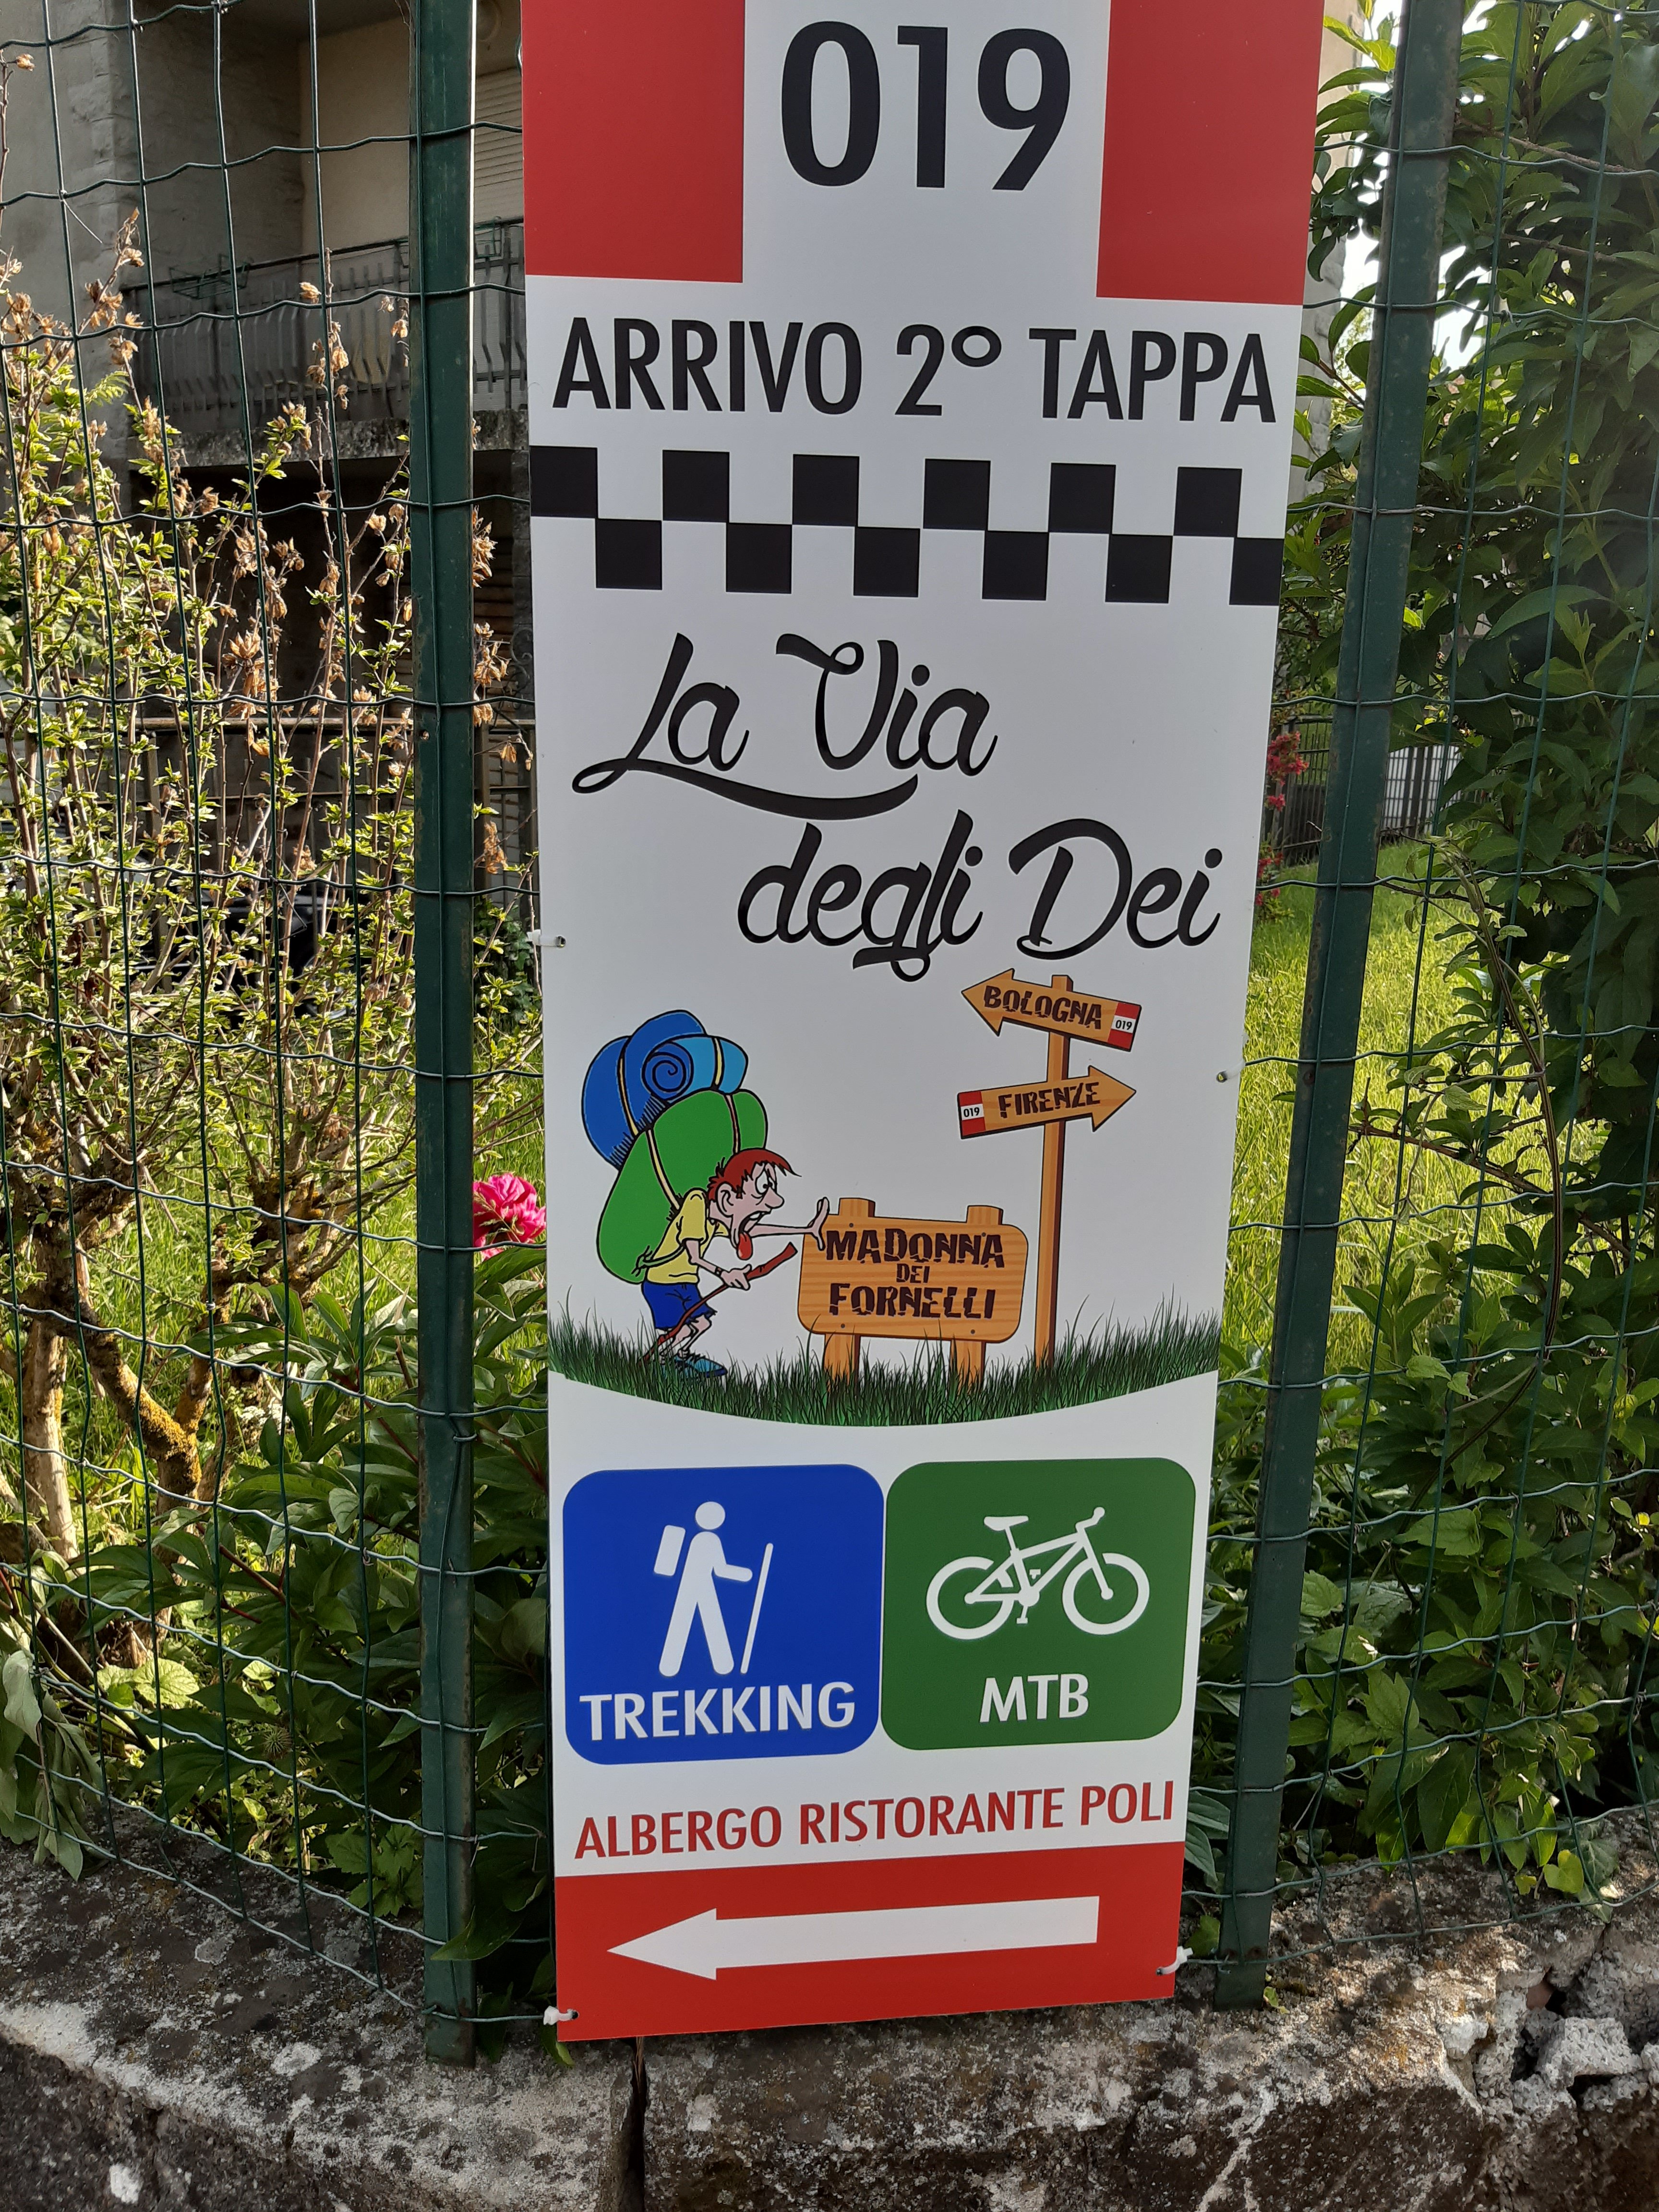 019
ARRIVO 2° TAPPA
La Via
degli Dei
BOLOGNA 019
019 FIRENZE
MADONNA
DEI
FORNELLI
TREKKING
MTB
ALBERGO RISTORANTE POLI